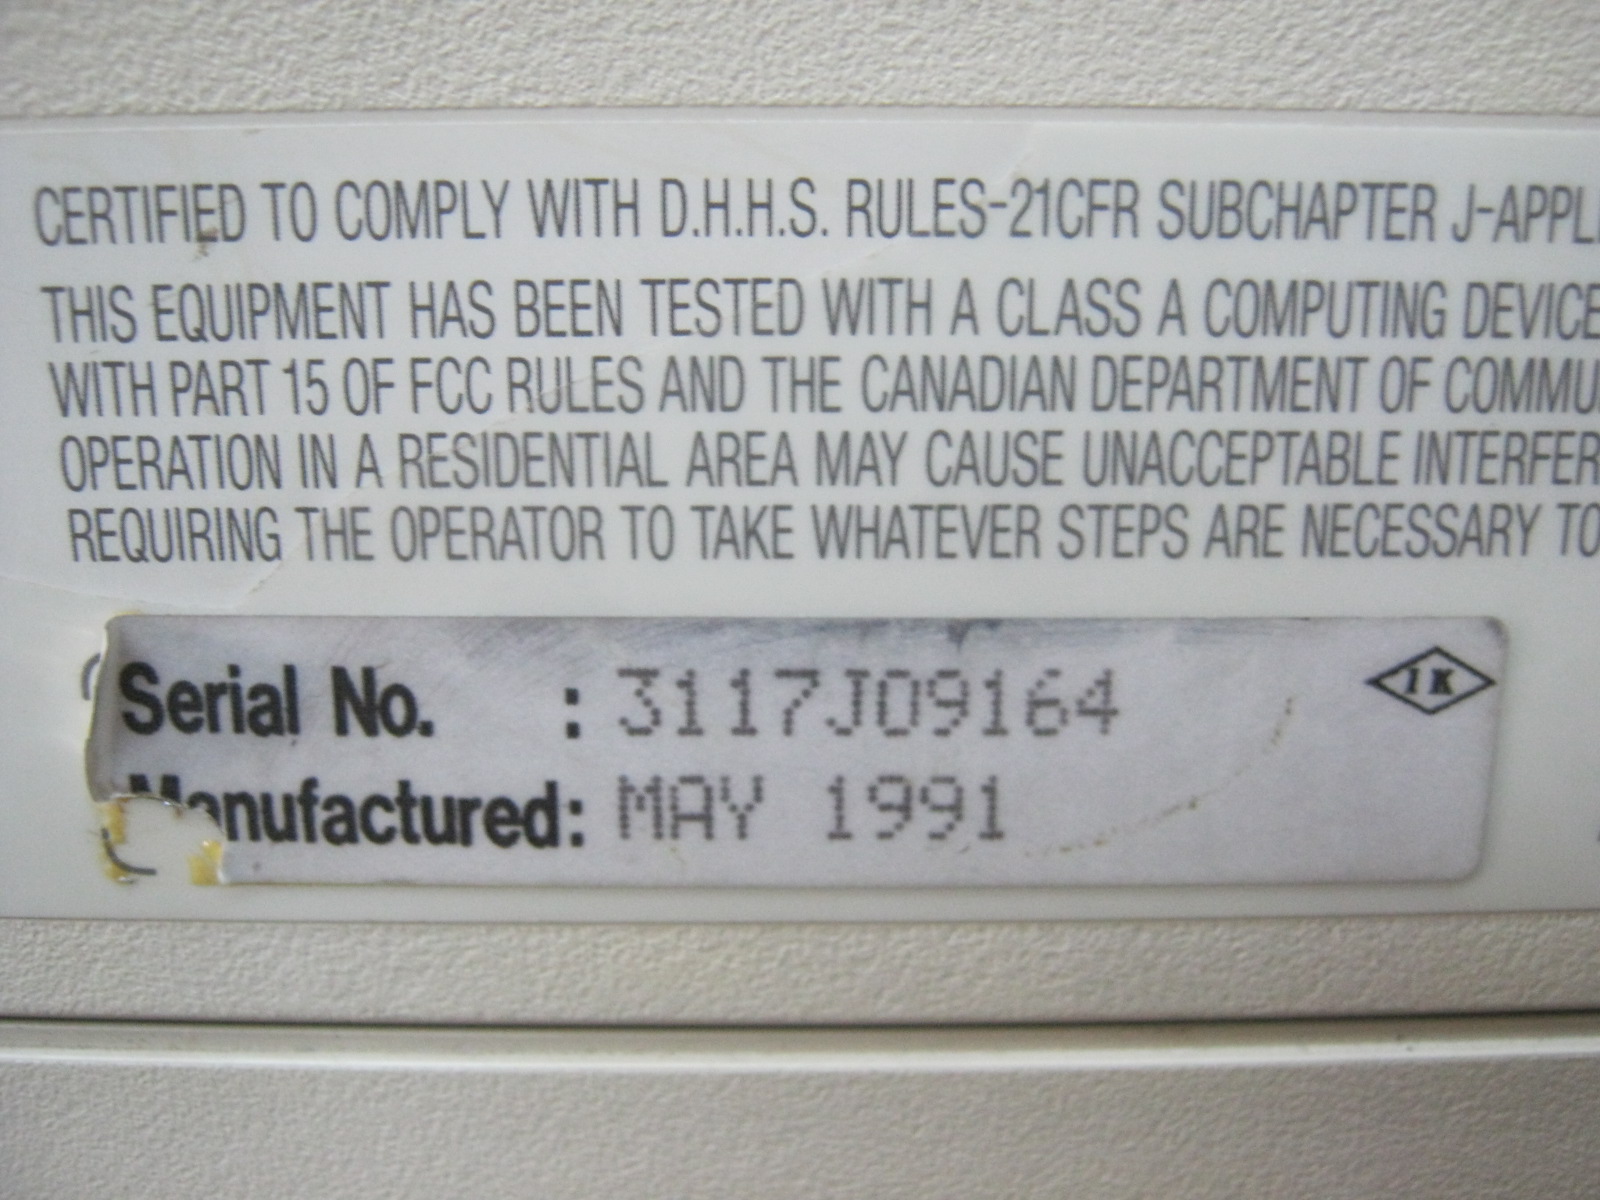 CERTIFIED TO COMPLY WITH D.H.H.S. RULES-21CFR SUBCHAPTER J-APPL
THIS EQUIPMENT HAS BEEN TESTED WITH A CLASS A COMPUTING DEVICE
WITH PART 15 OF FCC RULES AND THE CANADIAN DEPARTMENT OF COMMU
OPERATION IN A RESIDENTIAL AREA MAY CAUSE UNACCEPTABLE INTERFER
REQUIRING THE OPERATOR TO TAKE WHATEVER STEPS ARE NECESSARY TO
Serial No. : 3117J09164
1K
Manufactured: MAY 1991